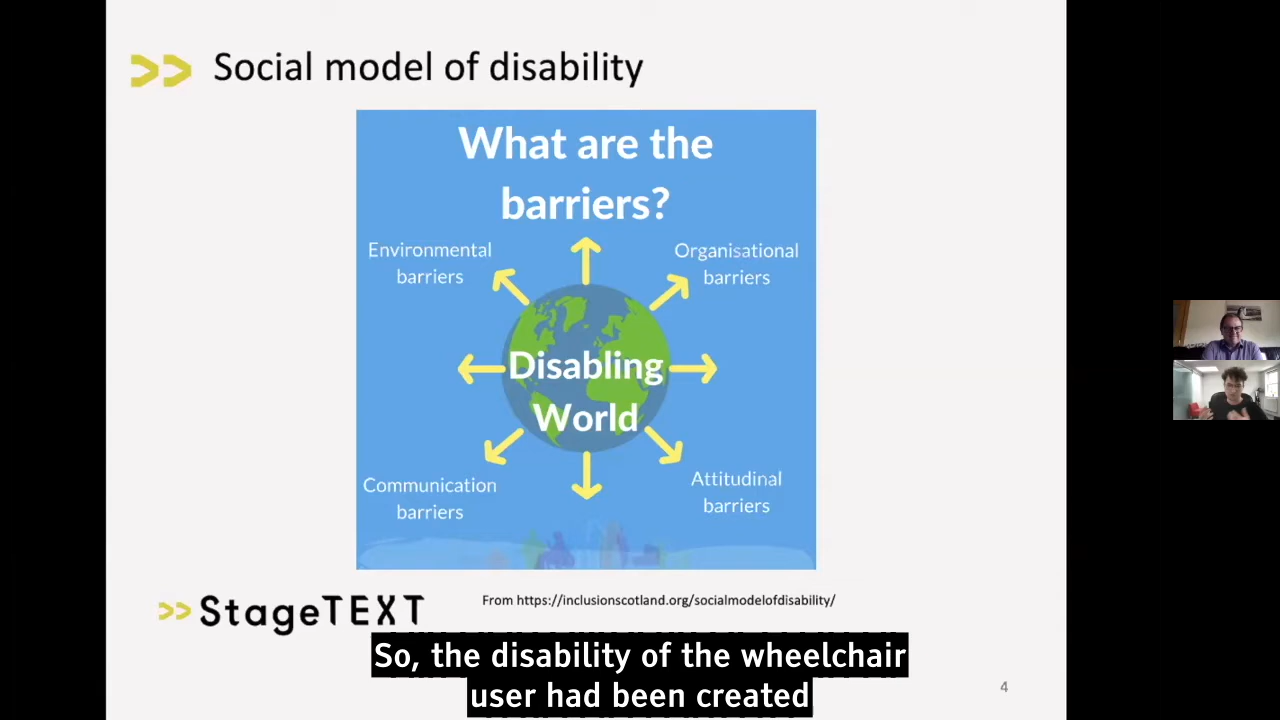 >> Social model of disability
What are the
barriers?
Environmental
barriers
Organisational
barriers
Disabling
World
Communication
barriers
Attitudinal
barriers
>> StageTEXT
From https://inclusionscotland.org/socialmodelofdisability/
So, the disability of the wheelchair
user had been created
4